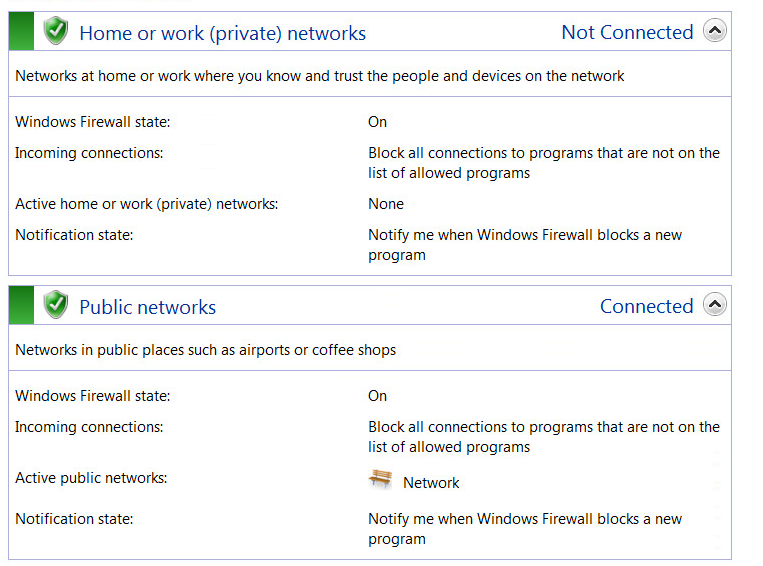 Home or work (private) networks Not Connected
Networks at home or work where you know and trust the people and devices on the network
Windows Firewall state: On
Incoming connections: Block all connections to programs that are not on the
list of allowed programs
Active home or work (private) networks: None
Notification state: Notify me when Windows Firewall blocks a new
program
Public networks Connected
Networks in public places such as airports or coffee shops
Windows Firewall state: On
Incoming connections: Block all connections to programs that are not on the
list of allowed programs
Active public networks: Network
Notification state: Notify me when Windows Firewall blocks a new
program